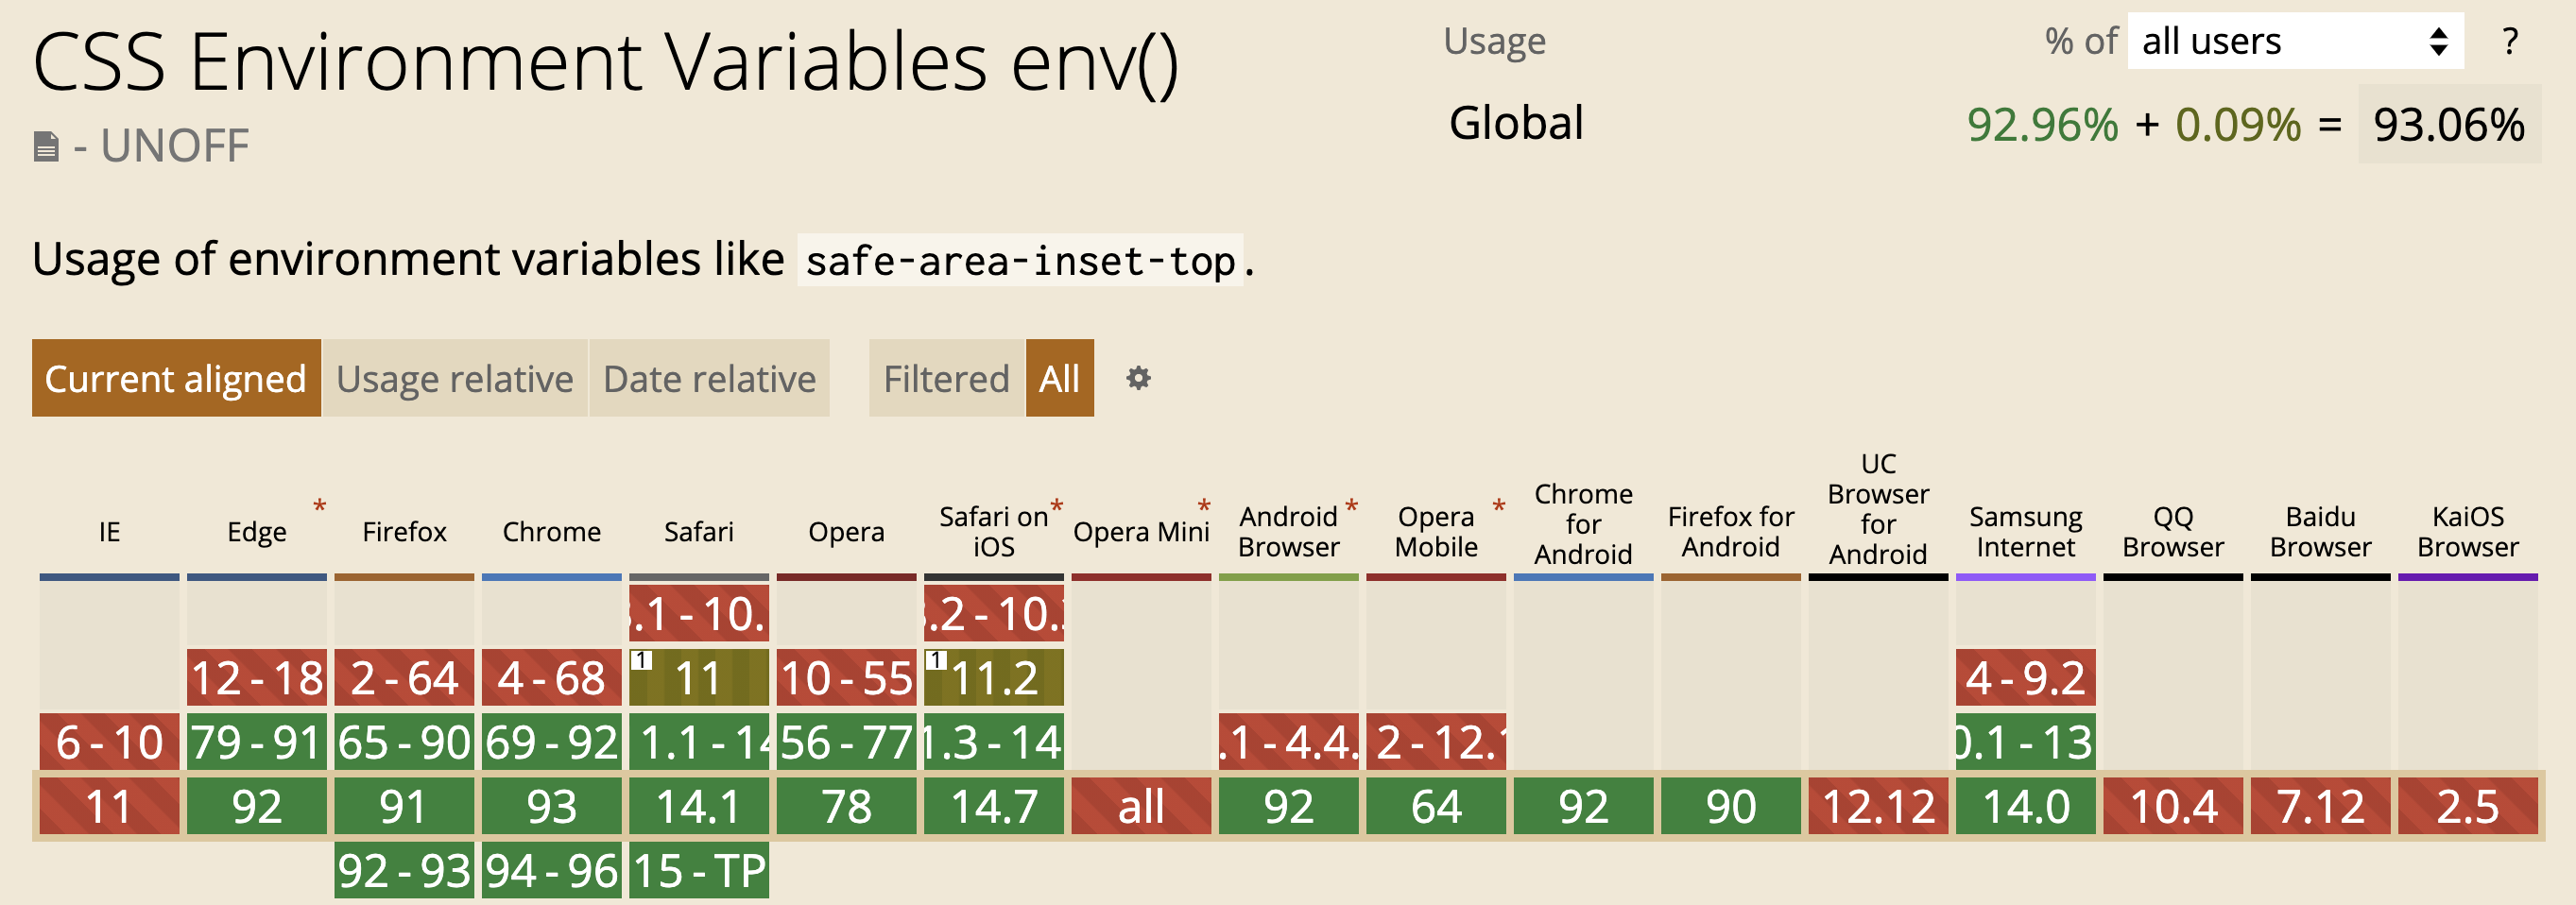 CSS Environment Variables env()
- UNOFF
Usage
% of all users ?
Global
92.96% + 0.09% = 93.06%
Usage of environment variables like safe-area-inset-top.
Current aligned Usage relative Date relative Filtered All
IE
Edge *
Firefox
Chrome
Safari
Opera
Safari on *
iOS
Opera Mini *
Android *
Browser
Opera *
Mobile
Chrome
for
Android
Firefox for
Android
UC
Browser
for
Android
Samsung
Internet
QQ
Browser
Baidu
Browser
KaiOS
Browser
.1 - 10. .2 - 10.
12 - 18 2 - 64 4 - 68 1 11 10 - 55 1 11.2 4 - 9.2
6 - 10 79 - 91 65 - 90 69 - 92 1.1 - 14 56 - 77 1.3 - 14 .1 - 4.4. 2 - 12. 0.1 - 13
11 92 91 93 14.1 78 14.7 all 92 64 92 90 12.12 14.0 10.4 7.12 2.5
92 - 93 94 - 96 15 - TP